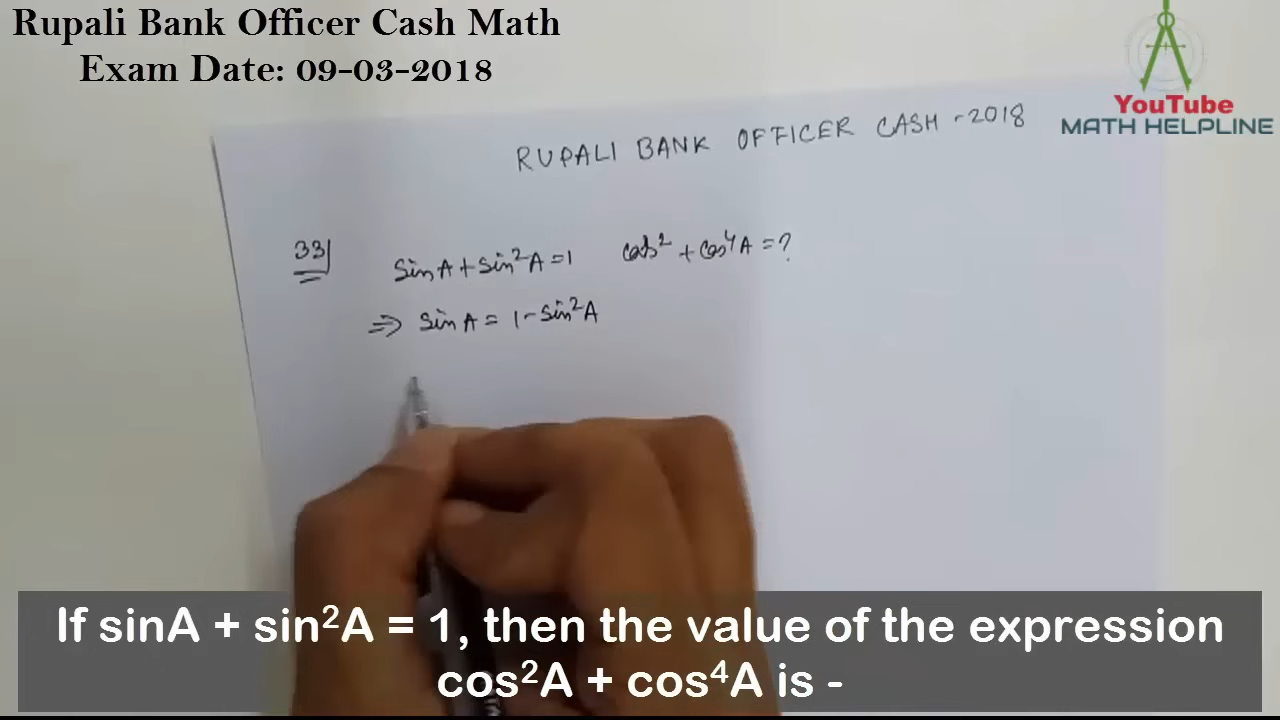 Rupali Bank Officer Cash Math
Exam Date: 09-03-2018
YouTube
MATH HELPLINE
RUPALI BANK OFFICER CASH - 2018
33) sinA + sin²A = 1 cos² + cos⁴A = ?
⇒ sinA = 1 - sin²A
If sinA + sin²A = 1, then the value of the expression
cos²A + cos⁴A is -